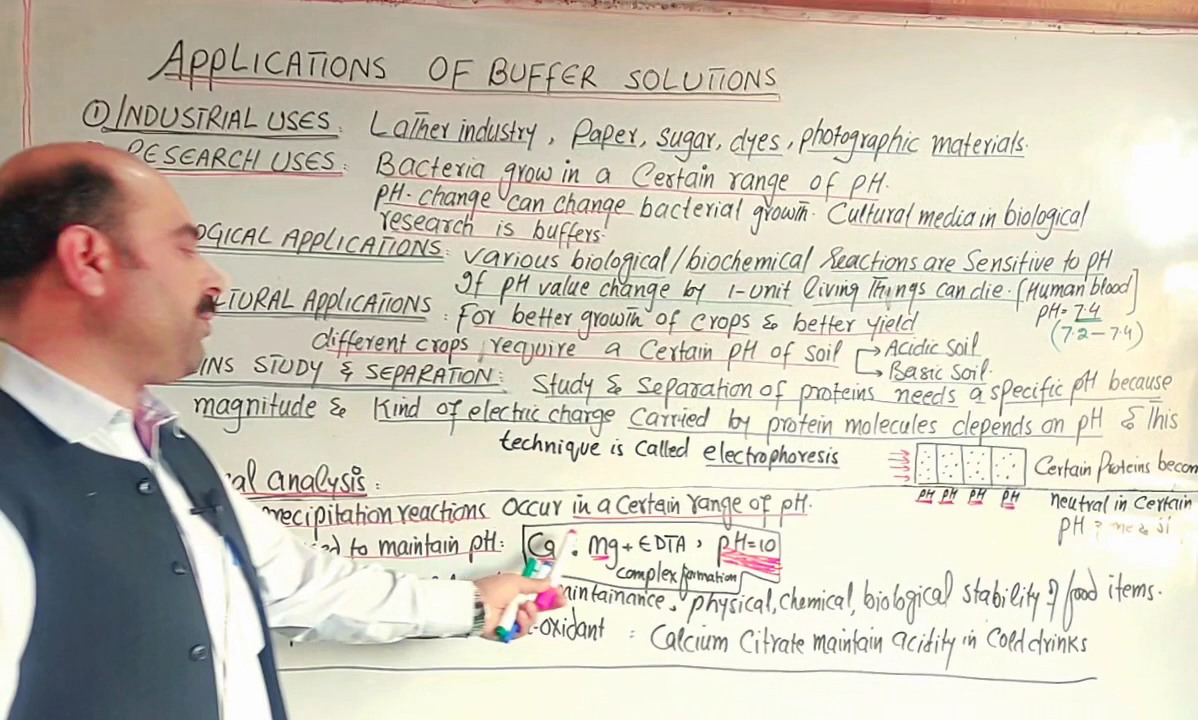 APPLICATIONS OF BUFFER SOLUTIONS
① INDUSTRIAL USES: Lather industry, Paper, sugar, dyes, photographic materials.
RESEARCH USES: Bacteria grow in a Certain range of pH.
pH-change can change bacterial growth. Cultural media in biological
research is buffers.
OGICAL APPLICATIONS: Various biological/biochemical Reactions are Sensitive to pH
If pH value change by 1-unit living things can die. [Human blood]
pH = 7.4
(7.2-7.4)
TURAL APPLICATIONS: For better growth of crops & better yield
different crops require a Certain pH of soil → Acidic Soil
→ Basic Soil.
INS STUDY & SEPARATION: Study & Separation of proteins needs a specific pH because
magnitude & Kind of electric charge Carried by protein molecules depends on pH & This
technique is called electrophoresis
pH pH pH pH
Certain Proteins becom
neutral in Certain
pH
al analysis:
recipitation reactions Occur in a Certain range of pH.
ed to maintain pH: Ca Mg + EDTA, pH=10
complex formation
aintainance, physical, chemical, biological stability of food items.
-oxidant : Calcium Citrate maintain acidity in Cold drinks